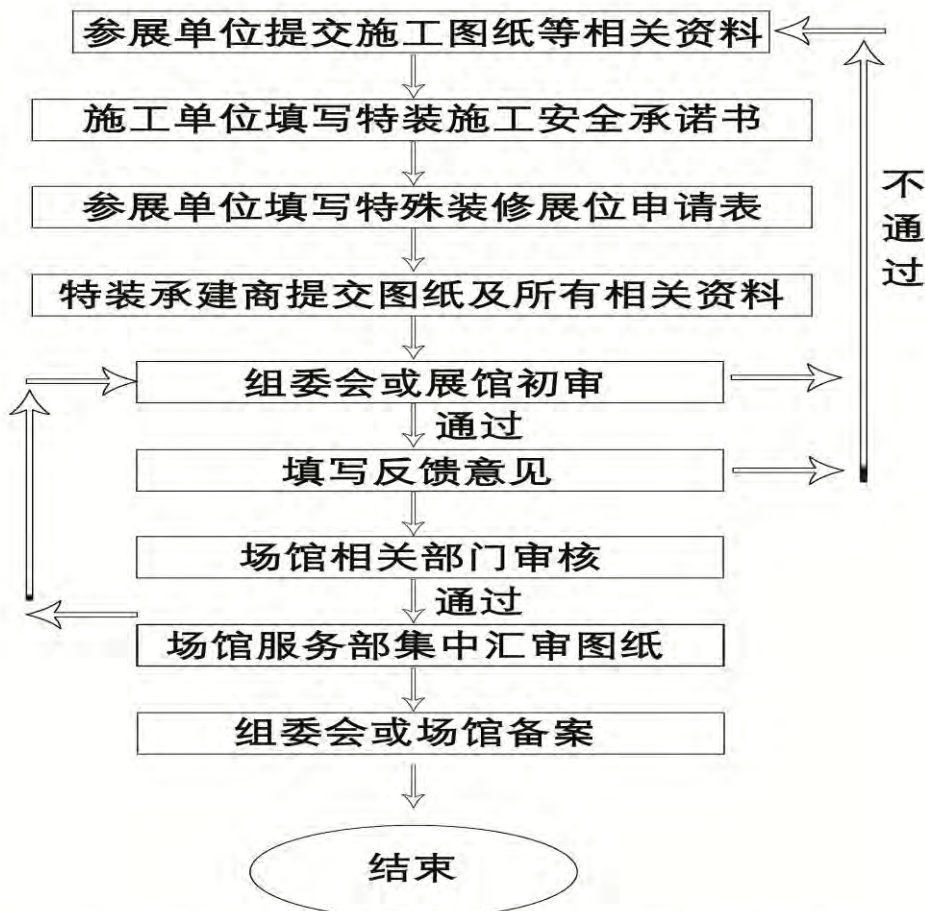 参展单位提交施工图纸等相关资料
施工单位填写特装施工安全承诺书
参展单位填写特殊装修展位申请表
特装承建商提交图纸及所有相关资料
组委会或展馆初审
通过
填写反馈意见
场馆相关部门审核
通过
场馆服务部集中汇审图纸
组委会或场馆备案
结束
不通过